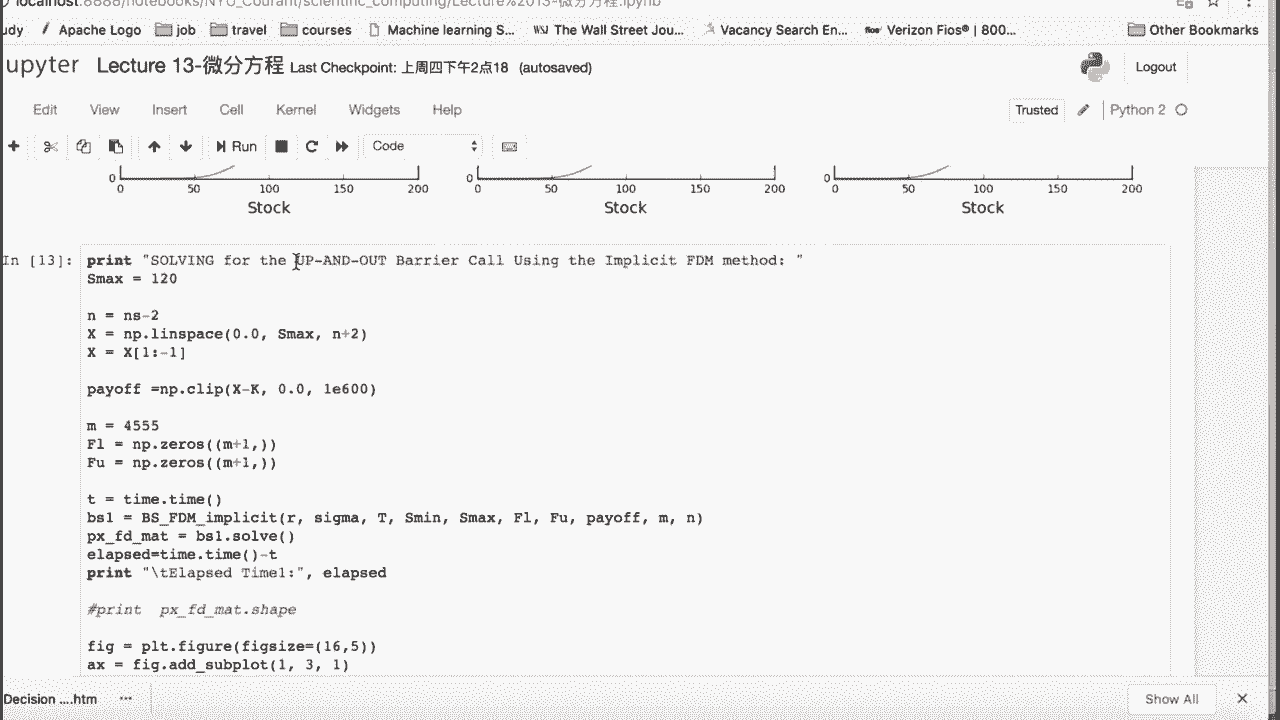 localhost:8888/notebooks/NYU_Courant/scientific_computing/Lecture%2013-微分方程.ipynb
udy Apache Logo job travel courses Machine learning S... WSJ The Wall Street Jou... Vacancy Search En... Verizon Fios® | 800... Other Bookmarks
upyter Lecture 13-微分方程 Last Checkpoint: 上周四下午2点18 (autosaved) Logout
Edit View Insert Cell Kernel Widgets Help Trusted Python 2
Run Code
0 0 0
0 50 100 150 200 0 50 100 150 200 0 50 100 150 200
Stock Stock Stock
In [13]: print "SOLVING for the UP-AND-OUT Barrier Call Using the Implicit FDM method: "
Smax = 120
n = ns-2
X = np.linspace(0.0, Smax, n+2)
X = X[1:-1]
payoff =np.clip(X-K, 0.0, 1e600)
m = 4555
Fl = np.zeros((m+1,))
Fu = np.zeros((m+1,))
t = time.time()
bs1 = BS_FDM_implicit(r, sigma, T, Smin, Smax, Fl, Fu, payoff, m, n)
px_fd_mat = bs1.solve()
elapsed=time.time()-t
print "\tElapsed Time1:", elapsed
#print px_fd_mat.shape
fig = plt.figure(figsize=(16,5))
ax = fig.add_subplot(1, 3, 1)
Decision ....htm Show All